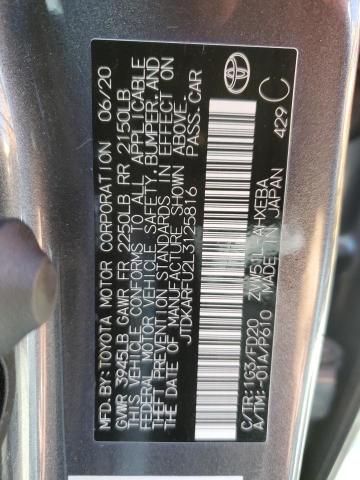 MFD. BY: TOYOTA MOTOR CORPORATION 06/20
GVWR 3945LB GAWR FR 2250LB RR 2150LB
THIS VEHICLE CONFORMS TO ALL APPLICABLE
FEDERAL MOTOR VEHICLE SAFETY, BUMPER, AND
THEFT PREVENTION STANDARDS IN EFFECT ON
THE DATE OF MANUFACTURE SHOWN ABOVE.
JTDKARFU2L3125816 PASS. CAR
C/TR: 1G3/FD20 ZVW51L-AHXEBA
A/TM: -01A/P610 MADE IN JAPAN
429 C
TOYOTA